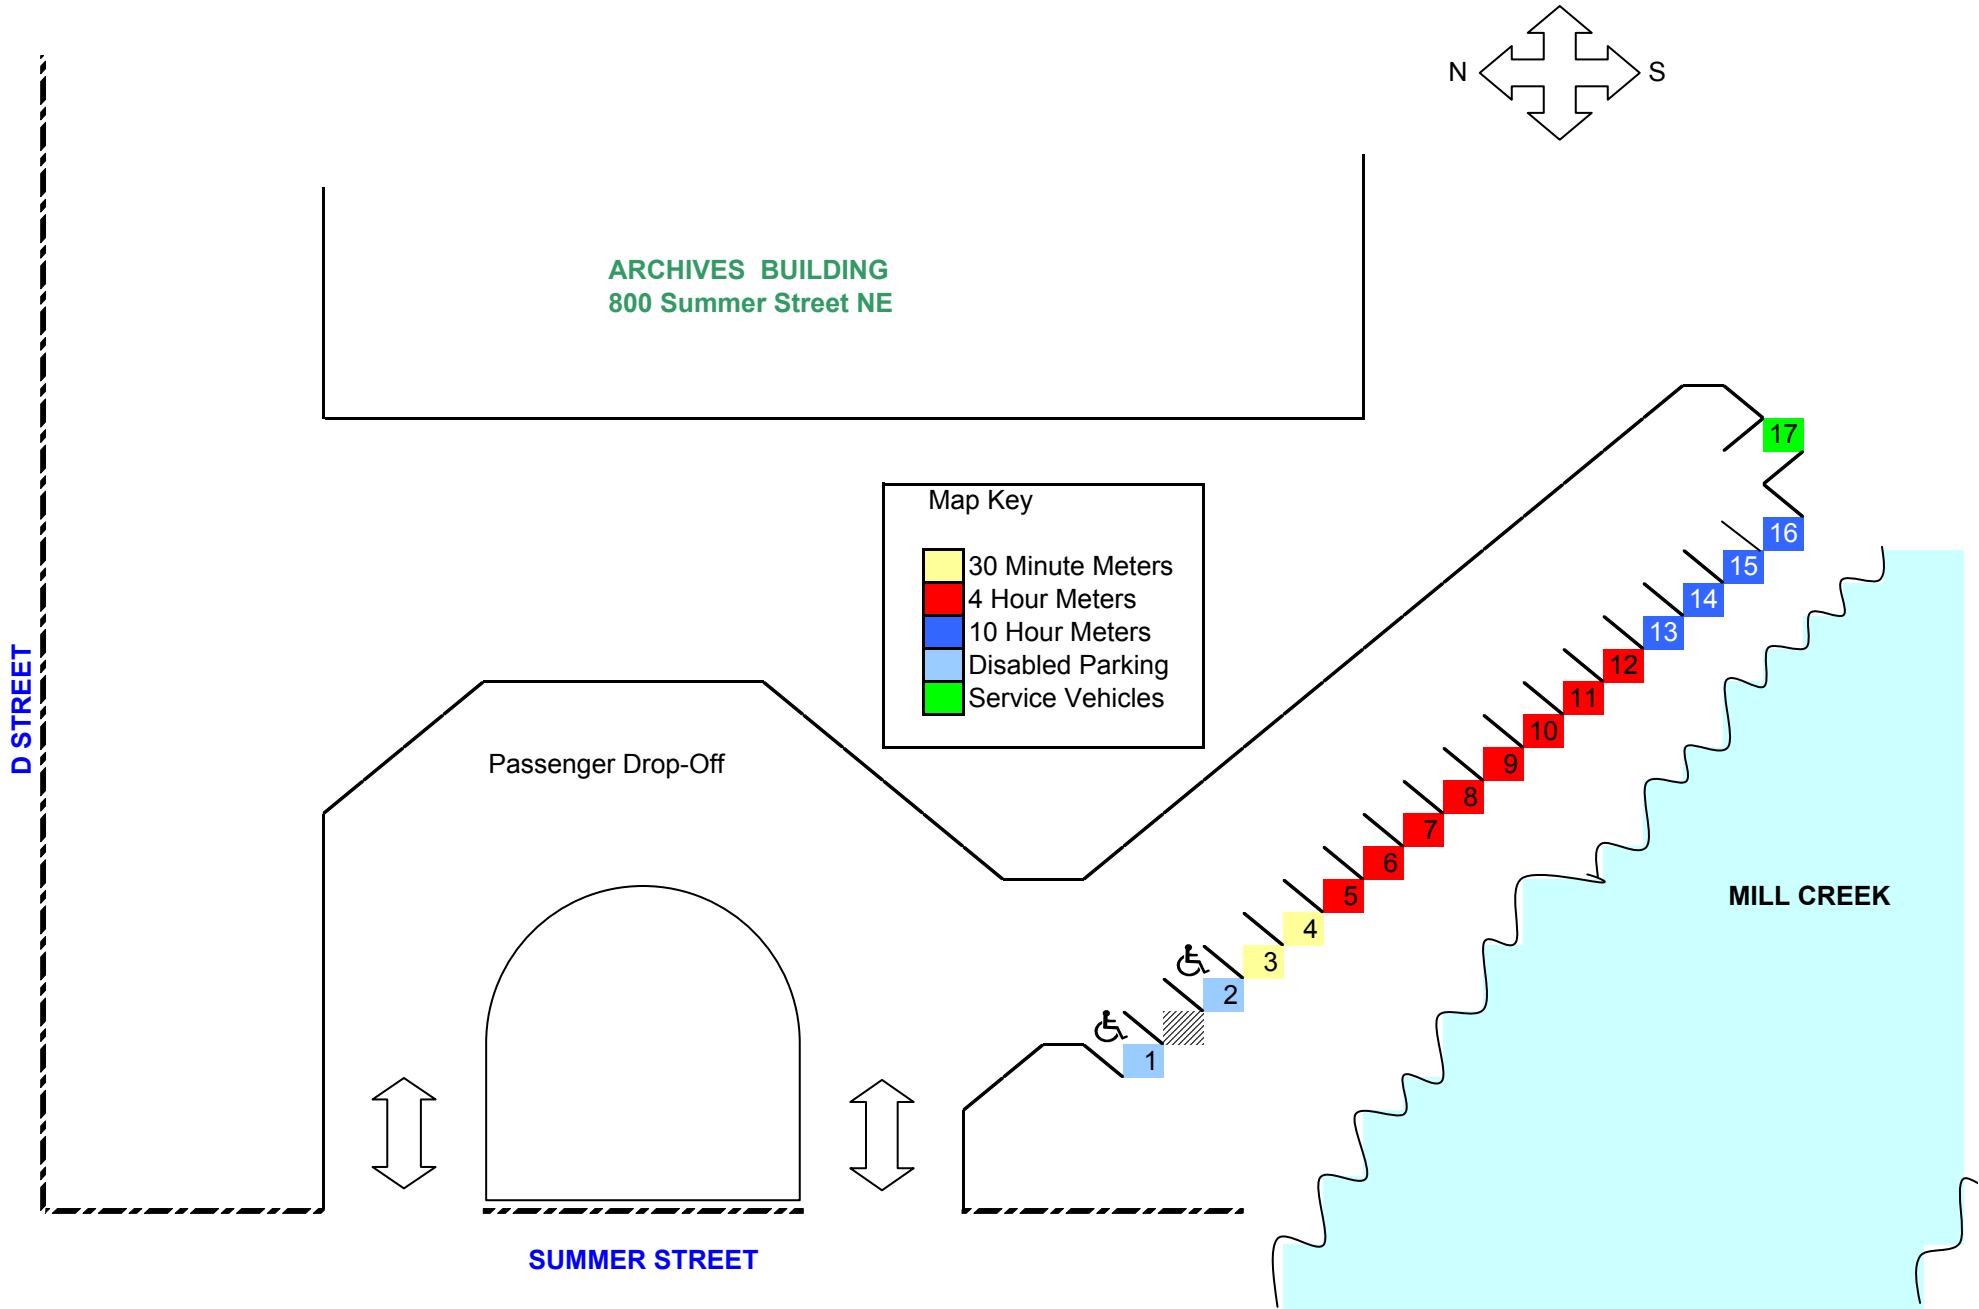 N
S
ARCHIVES BUILDING
800 Summer Street NE
17
Map Key
30 Minute Meters
4 Hour Meters
10 Hour Meters
Disabled Parking
Service Vehicles
16
15
14
13
12
11
10
9
8
7
6
5
4
3
2
1
D STREET
Passenger Drop-Off
MILL CREEK
SUMMER STREET